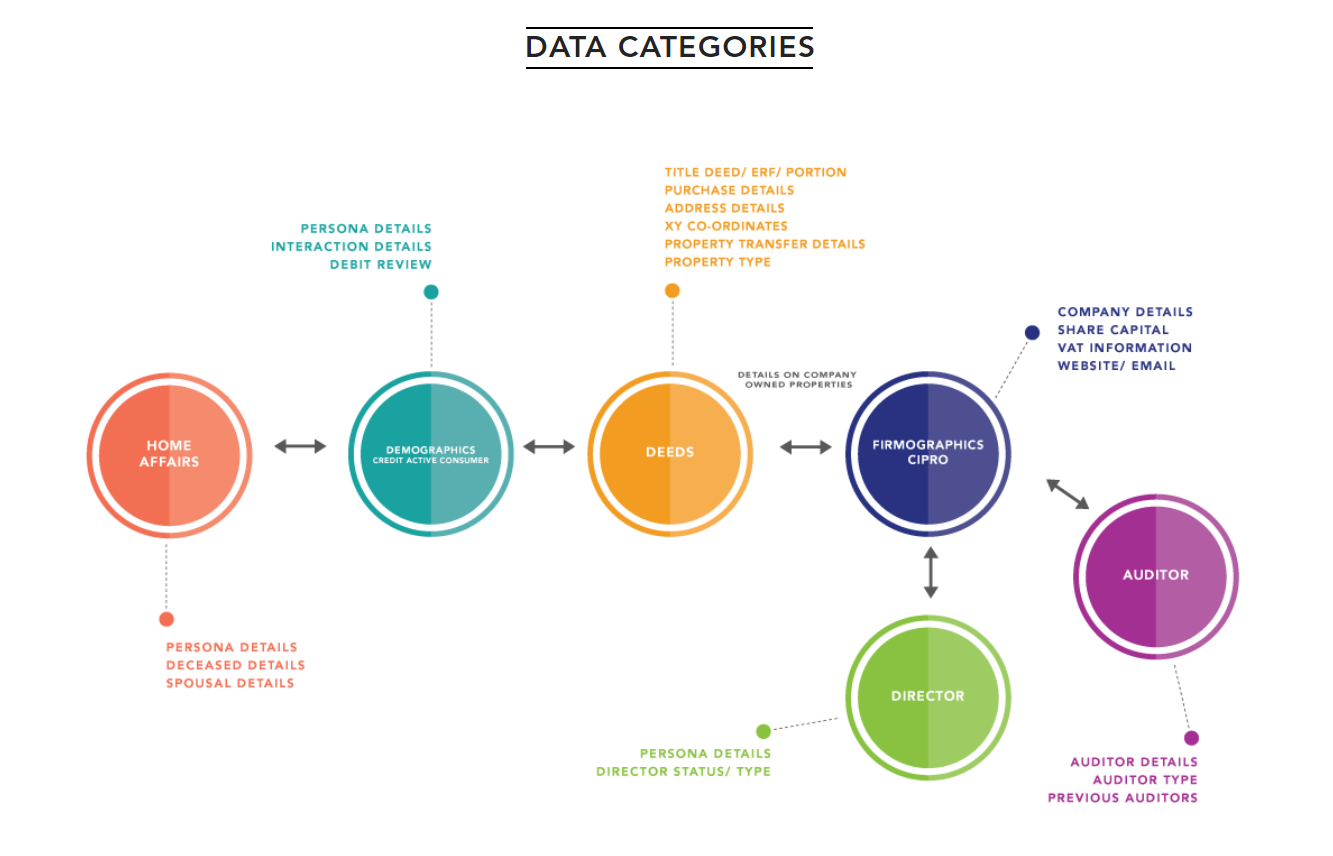 DATA CATEGORIES
TITLE DEED/ ERF/ PORTION
PURCHASE DETAILS
ADDRESS DETAILS
XY CO-ORDINATES
PROPERTY TRANSFER DETAILS
PROPERTY TYPE
PERSONA DETAILS
INTERACTION DETAILS
DEBIT REVIEW
COMPANY DETAILS
SHARE CAPITAL
VAT INFORMATION
WEBSITE/ EMAIL
DETAILS ON COMPANY
OWNED PROPERTIES
HOME
AFFAIRS
DEMOGRAPHICS
CREDIT ACTIVE CONSUMER
DEEDS
FIRMOGRAPHICS
CIPRO
AUDITOR
PERSONA DETAILS
DECEASED DETAILS
SPOUSAL DETAILS
DIRECTOR
PERSONA DETAILS
DIRECTOR STATUS/ TYPE
AUDITOR DETAILS
AUDITOR TYPE
PREVIOUS AUDITORS